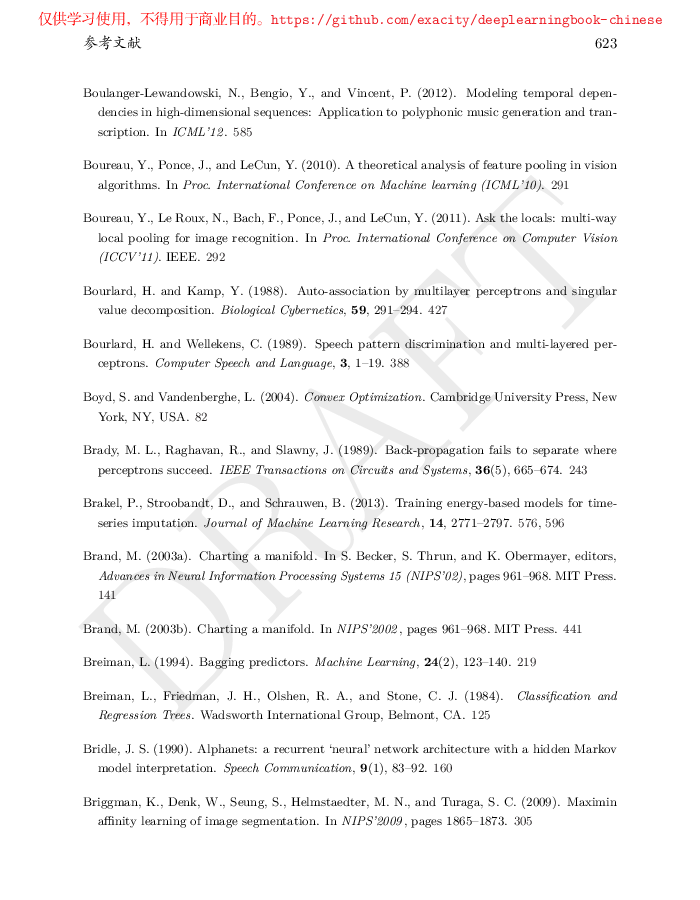 仅供学习使用，不得用于商业目的。https://github.com/exacity/deeplearningbook-chinese
参考文献 623
Boulanger-Lewandowski, N., Bengio, Y., and Vincent, P. (2012). Modeling temporal depen-
dencies in high-dimensional sequences: Application to polyphonic music generation and tran-
scription. In ICML'12. 585
Boureau, Y., Ponce, J., and LeCun, Y. (2010). A theoretical analysis of feature pooling in vision
algorithms. In Proc. International Conference on Machine learning (ICML'10). 291
Boureau, Y., Le Roux, N., Bach, F., Ponce, J., and LeCun, Y. (2011). Ask the locals: multi-way
local pooling for image recognition. In Proc. International Conference on Computer Vision
(ICCV'11). IEEE. 292
Bourlard, H. and Kamp, Y. (1988). Auto-association by multilayer perceptrons and singular
value decomposition. Biological Cybernetics, 59, 291–294. 427
Bourlard, H. and Wellekens, C. (1989). Speech pattern discrimination and multi-layered per-
ceptrons. Computer Speech and Language, 3, 1–19. 388
Boyd, S. and Vandenberghe, L. (2004). Convex Optimization. Cambridge University Press, New
York, NY, USA. 82
Brady, M. L., Raghavan, R., and Slawny, J. (1989). Back-propagation fails to separate where
perceptrons succeed. IEEE Transactions on Circuits and Systems, 36(5), 665–674. 243
Brakel, P., Stroobandt, D., and Schrauwen, B. (2013). Training energy-based models for time-
series imputation. Journal of Machine Learning Research, 14, 2771–2797. 576, 596
Brand, M. (2003a). Charting a manifold. In S. Becker, S. Thrun, and K. Obermayer, editors,
Advances in Neural Information Processing Systems 15 (NIPS'02), pages 961–968. MIT Press.
141
Brand, M. (2003b). Charting a manifold. In NIPS'2002, pages 961–968. MIT Press. 441
Breiman, L. (1994). Bagging predictors. Machine Learning, 24(2), 123–140. 219
Breiman, L., Friedman, J. H., Olshen, R. A., and Stone, C. J. (1984). Classification and
Regression Trees. Wadsworth International Group, Belmont, CA. 125
Bridle, J. S. (1990). Alphanets: a recurrent ‘neural’ network architecture with a hidden Markov
model interpretation. Speech Communication, 9(1), 83–92. 160
Briggman, K., Denk, W., Seung, S., Helmstaedter, M. N., and Turaga, S. C. (2009). Maximin
affinity learning of image segmentation. In NIPS'2009, pages 1865–1873. 305
DRAFT